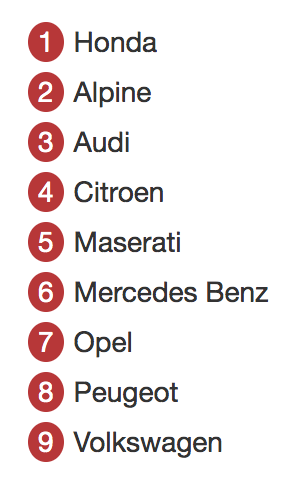 1 Honda
2 Alpine
3 Audi
4 Citroen
5 Maserati
6 Mercedes Benz
7 Opel
8 Peugeot
9 Volkswagen